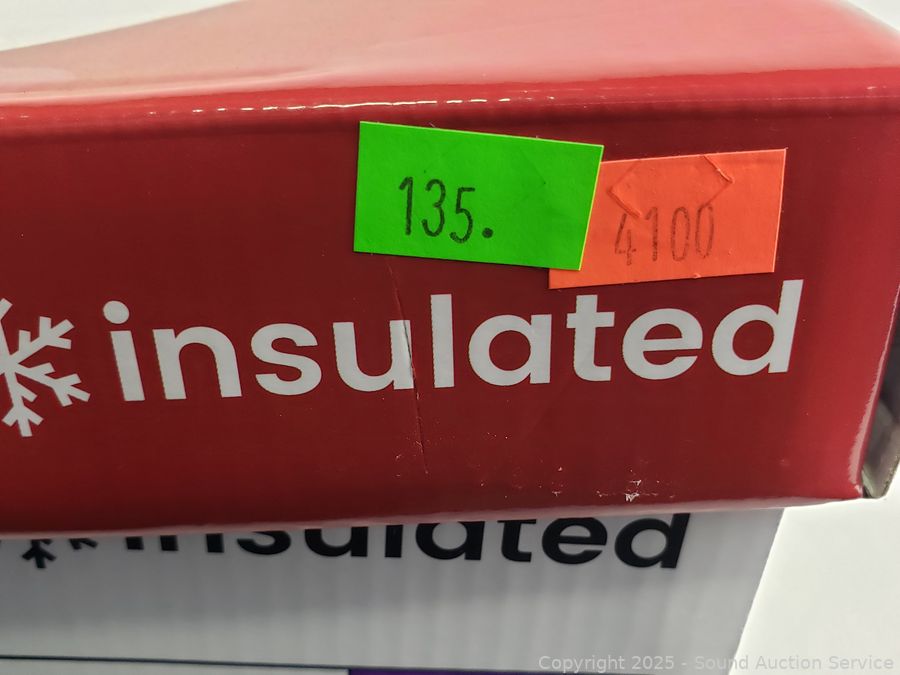 135.
4100
insulated
insulated
Copyright 2025 - Sound Auction Service